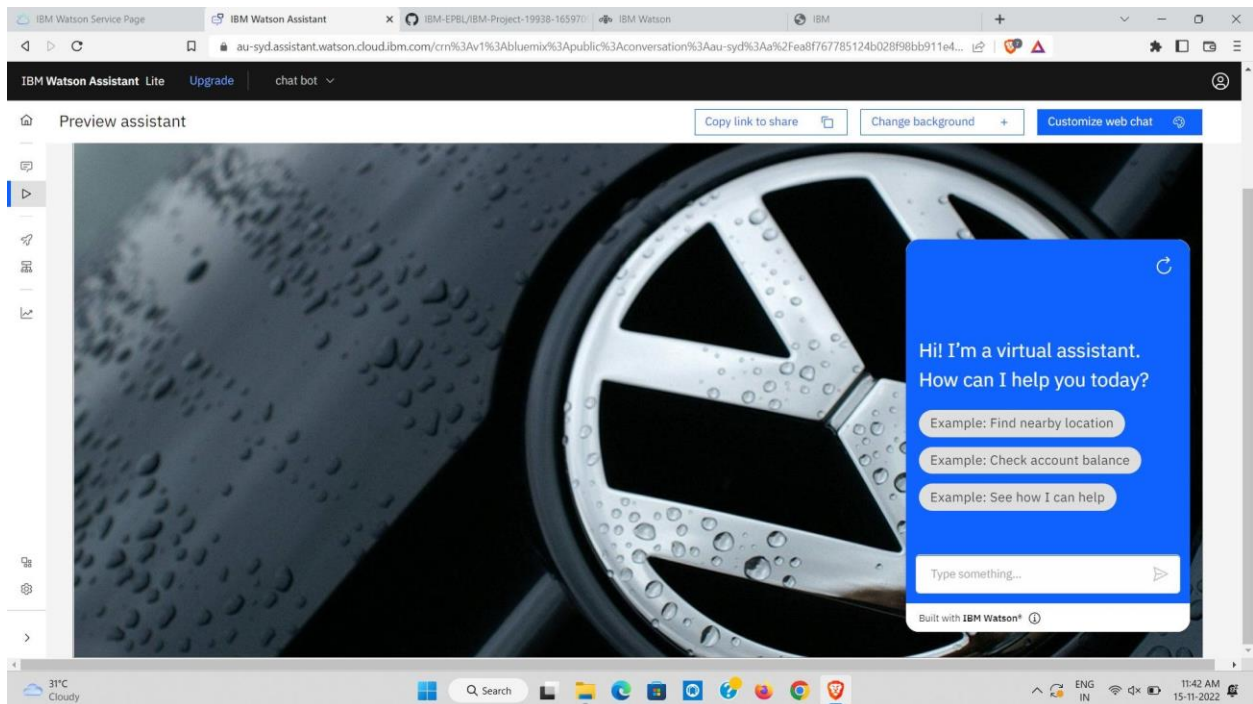 IBM Watson Service Page
IBM Watson Assistant
IBM-EPBL/IBM-Project-19938-165970
IBM Watson
IBM
au-syd.assistant.watson.cloud.ibm.com/crn%3Av1%3Abluemix%3Apublic%3Aconversation%3Aau-syd%3Aa%2Fea8f767785124b028f98bb911e4...
IBM Watson Assistant Lite Upgrade chat bot
Preview assistant
Copy link to share
Change background +
Customize web chat
Hi! I'm a virtual assistant.
How can I help you today?
Example: Find nearby location
Example: Check account balance
Example: See how I can help
Type something...
Built with IBM Watson®
31°C
Cloudy
Search
ENG
IN
11:42 AM
15-11-2022